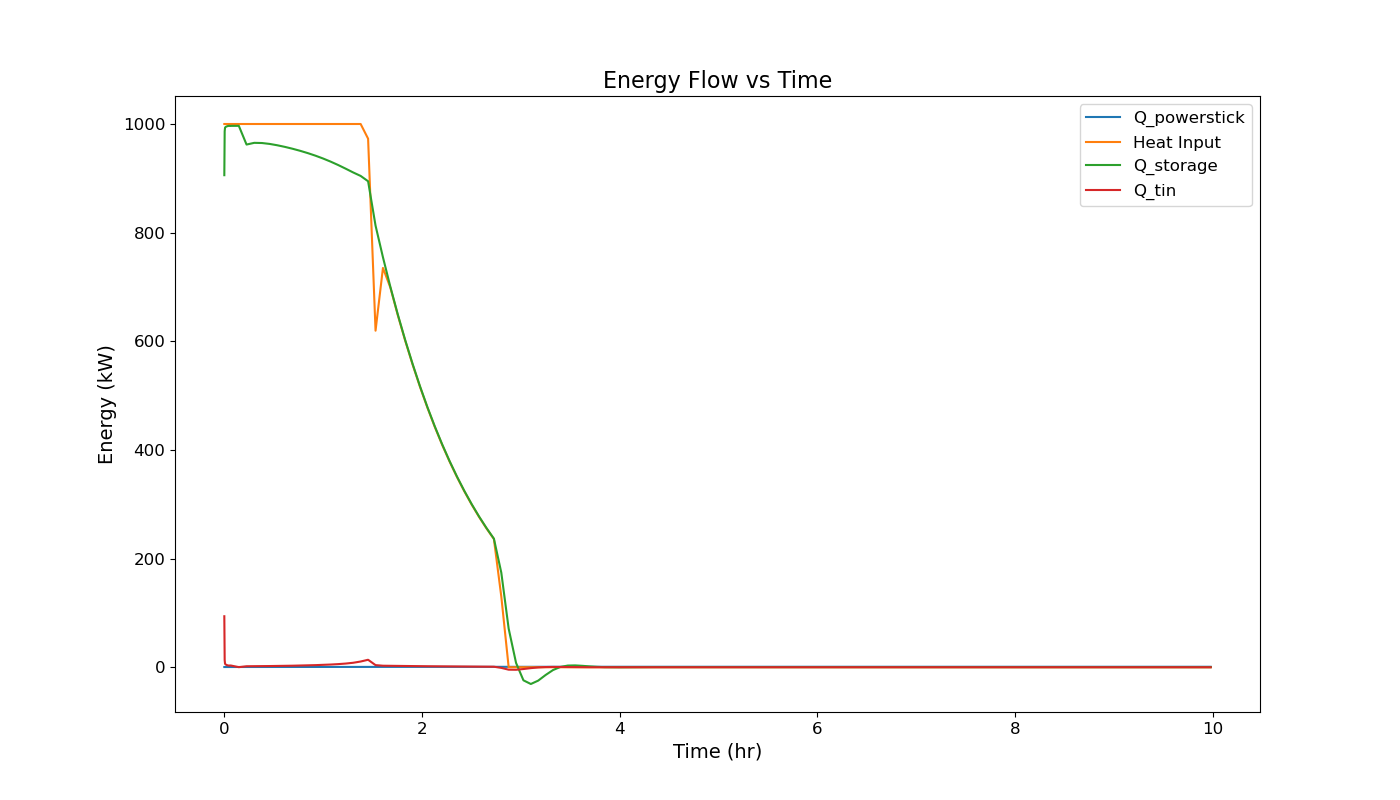 Energy Flow vs Time
Q_powerstick
Heat Input
Q_storage
Q_tin
1000
800
600
400
200
0
Energy (kW)
0 2 4 6 8 10
Time (hr)